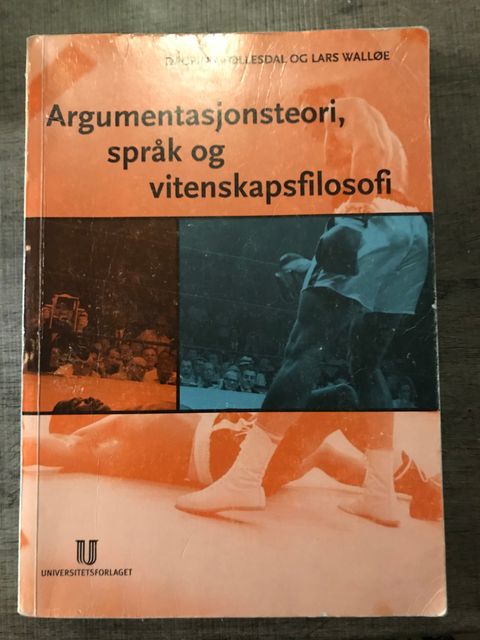 FØLLESDAL OG LARS WALLØE
Argumentasjonsteori,
språk og
vitenskapsfilosofi
U
UNIVERSITETSFORLAGET